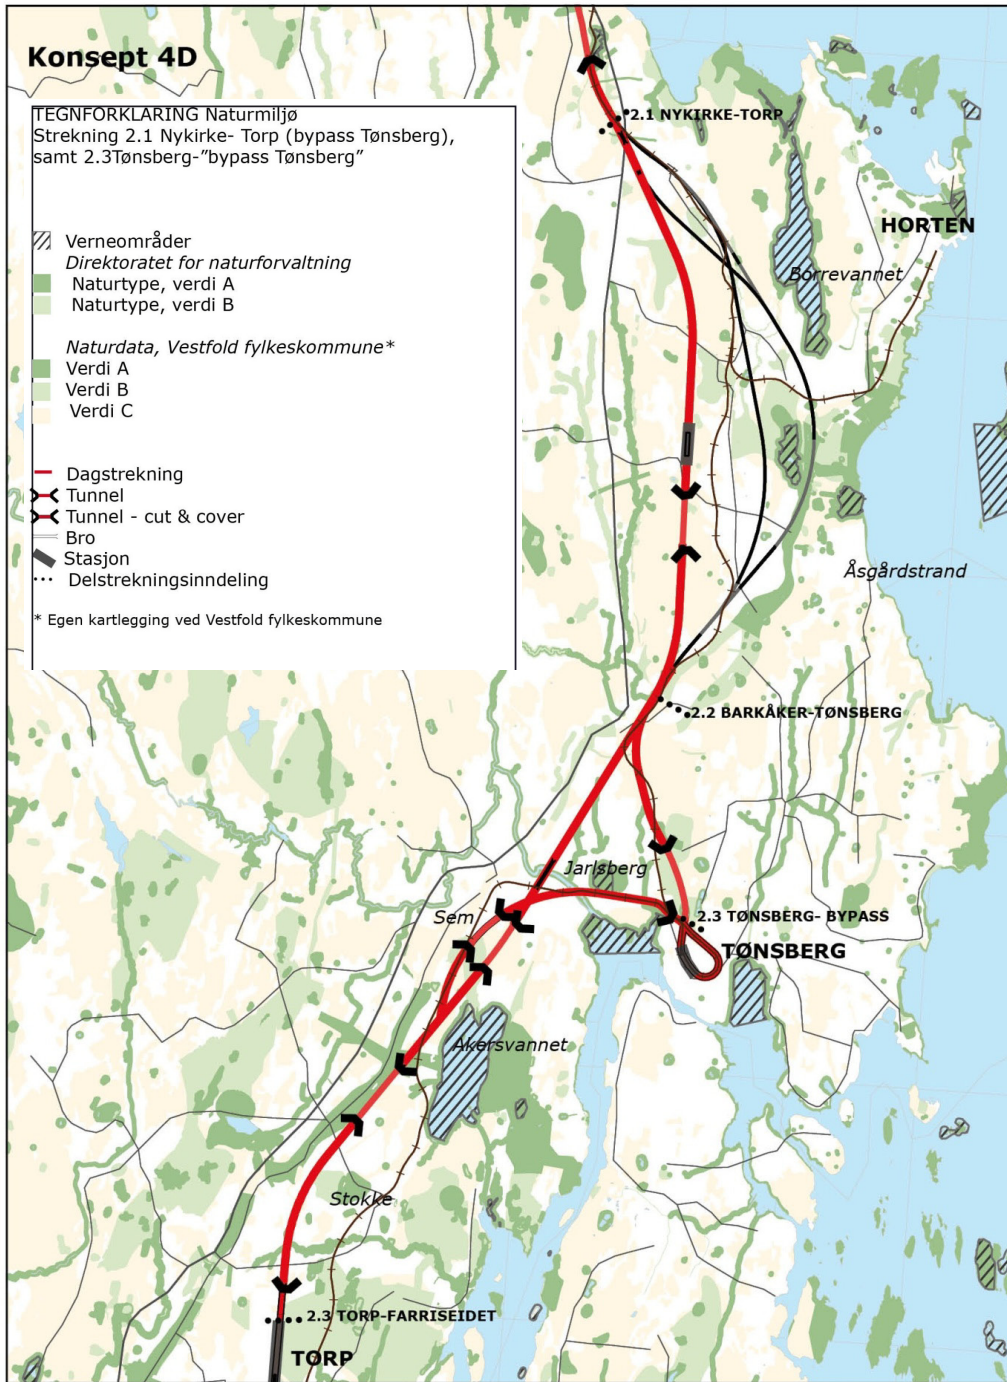 Konsept 4D
TEGNFORKLARING Naturmiljø
Strekning 2.1 Nykirke- Torp (bypass Tønsberg),
samt 2.3Tønsberg-”bypass Tønsberg”
Verneområder
Direktoratet for naturforvaltning
Naturtype, verdi A
Naturtype, verdi B
Naturdata, Vestfold fylkeskommune*
Verdi A
Verdi B
Verdi C
Dagstrekning
Tunnel
Tunnel - cut & cover
Bro
Stasjon
Delstrekningsinndeling
* Egen kartlegging ved Vestfold fylkeskommune
2.1 NYKIRKE-TORP
HORTEN
Borrevannet
Åsgårdstrand
2.2 BARKÅKER-TØNSBERG
Jarlsberg
Sem
2.3 TØNSBERG- BYPASS
TØNSBERG
Akersvannet
Stokke
2.3 TORP-FARRISEIDET
TORP